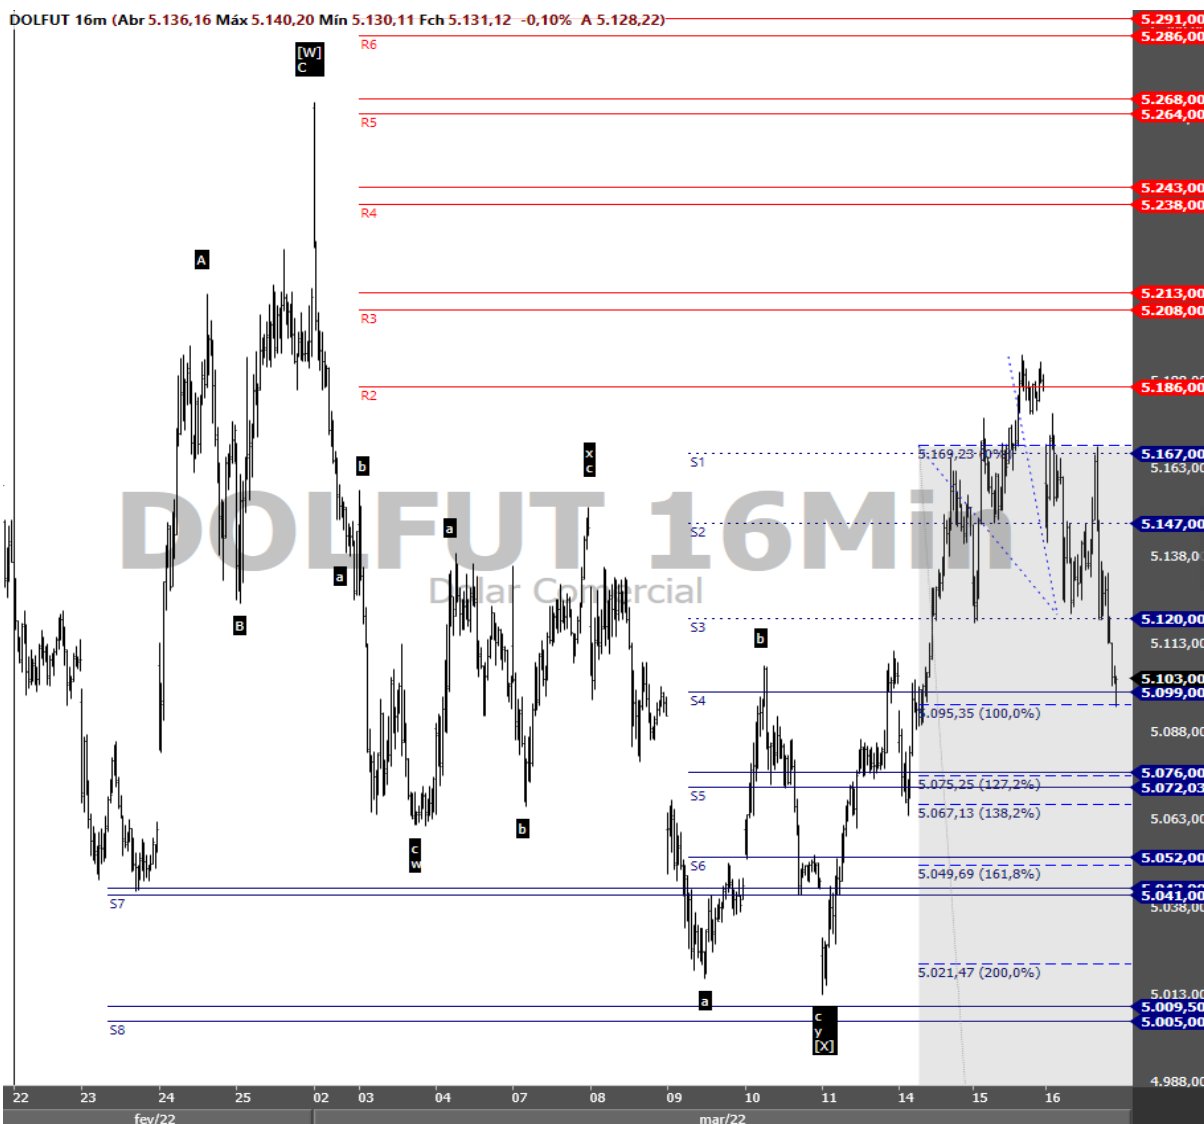 DOLFUT 16m (Abr 5.136,16 Máx 5.140,20 Mín 5.130,11 Fch 5.131,12 -0,10% A 5.128,22)
5.291,00
5.286,00
R6
[W]
C
5.268,00
5.264,00
R5
5.243,00
5.238,00
R4
A
5.213,00
5.208,00
R3
5.186,00
R2
x
c
b
S1
5.169,23 (0%)
5.167,00
5.163,00
DOLFUT 16Min
Dolar Comercial
a
S2
5.147,00
5.138,0
a
B
S3
5.120,00
5.113,00
b
5.103,00
5.099,00
S4
5.095,35 (100,0%)
5.088,00
5.076,00
5.075,25 (127,2%)
5.072,03
S5
5.067,13 (138,2%)
5.063,00
b
c
w
5.052,00
S6
5.049,69 (161,8%)
5.041,00
5.038,00
S7
5.021,47 (200,0%)
a
5.013,00
5.009,50
5.005,00
S8
c
y
[X]
4.988,00
22 23 24 25 02 03 04 07 08 09 10 11 14 15 16
fev/22 mar/22